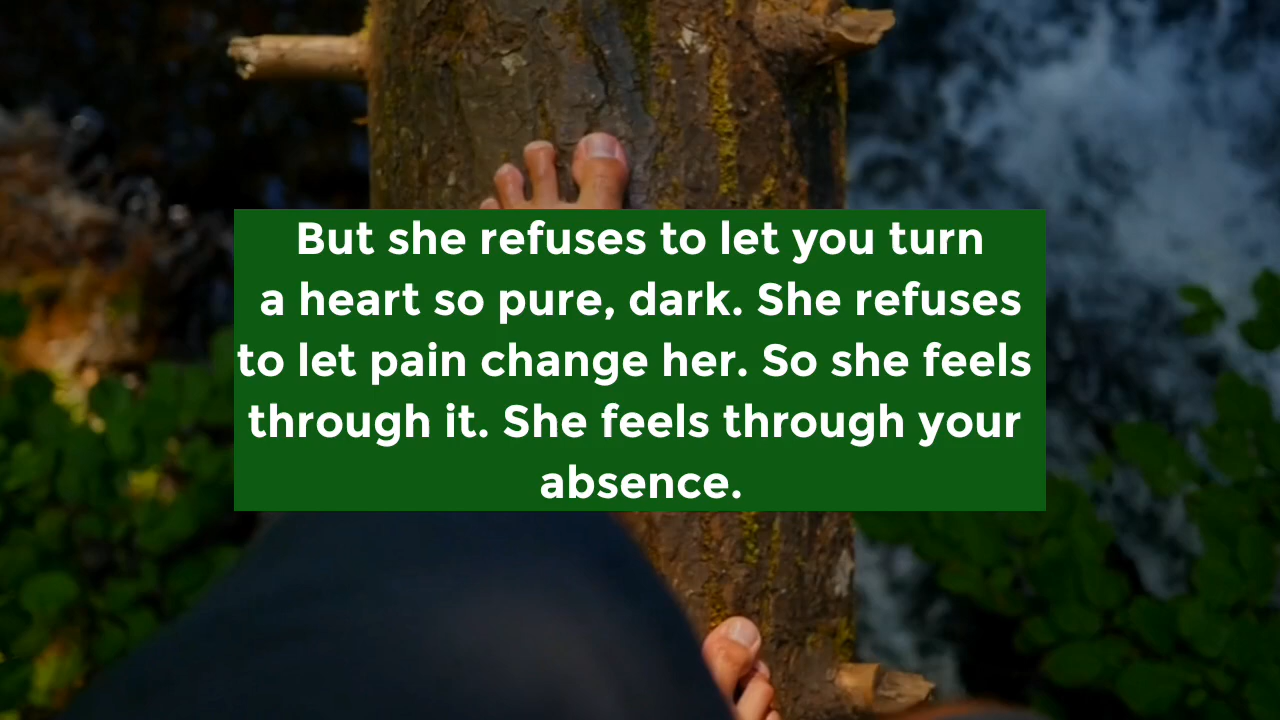 But she refuses to let you turn
a heart so pure, dark. She refuses
to let pain change her. So she feels
through it. She feels through your
absence.